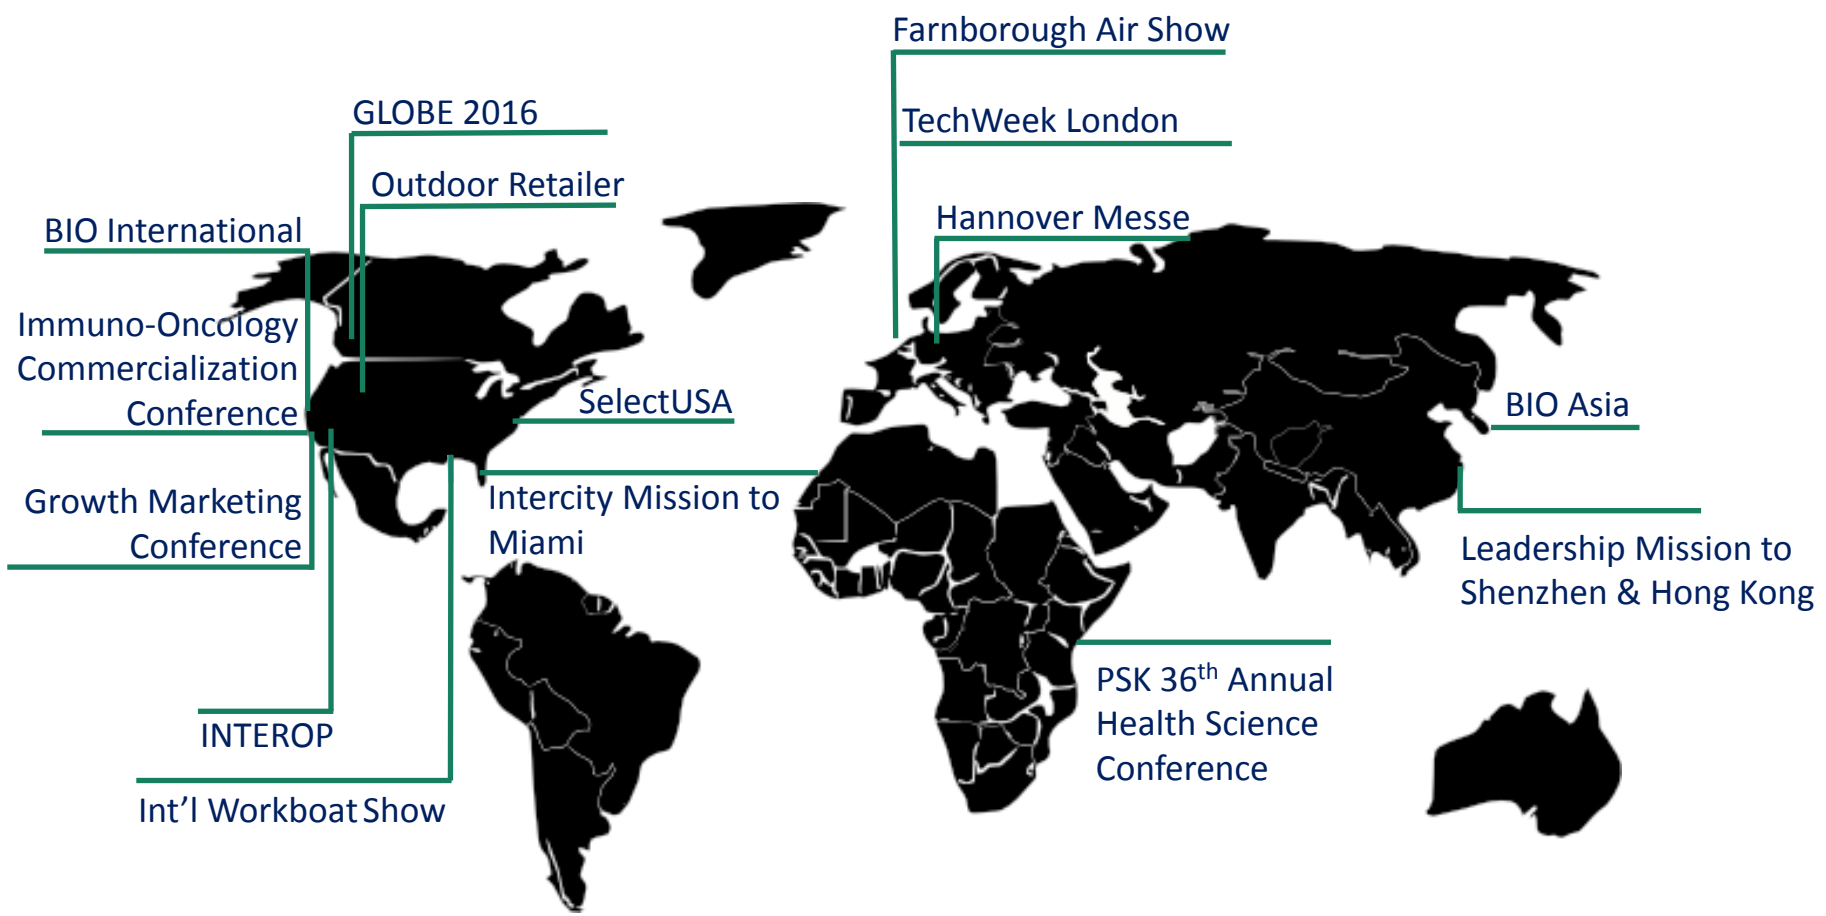 Farnborough Air Show
GLOBE 2016
TechWeek London
Outdoor Retailer
BIO International
Hannover Messe
Immuno-Oncology
Commercialization
Conference
SelectUSA
BIO Asia
Growth Marketing
Conference
Intercity Mission to
Miami
Leadership Mission to
Shenzhen & Hong Kong
PSK 36th Annual
Health Science
Conference
INTEROP
Int'l Workboat Show